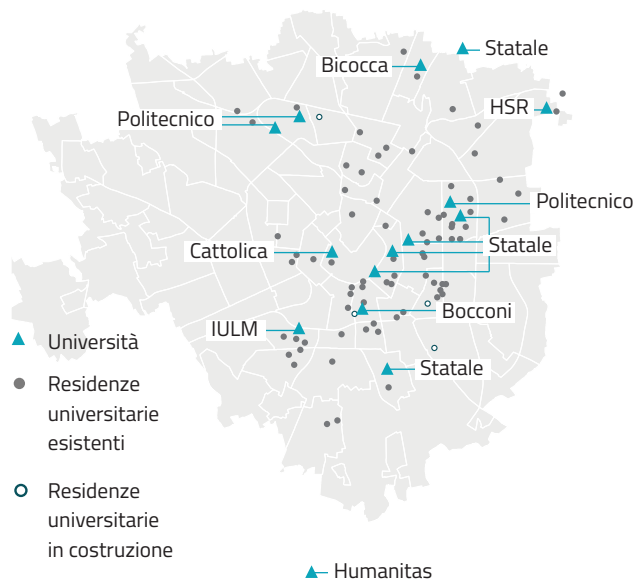 Statale
Bicocca
HSR
Politecnico
Politecnico
Cattolica
Statale
Bocconi
IULM
Statale
Università
Residenze
universitarie
esistenti
Residenze
universitarie
in costruzione
Humanitas